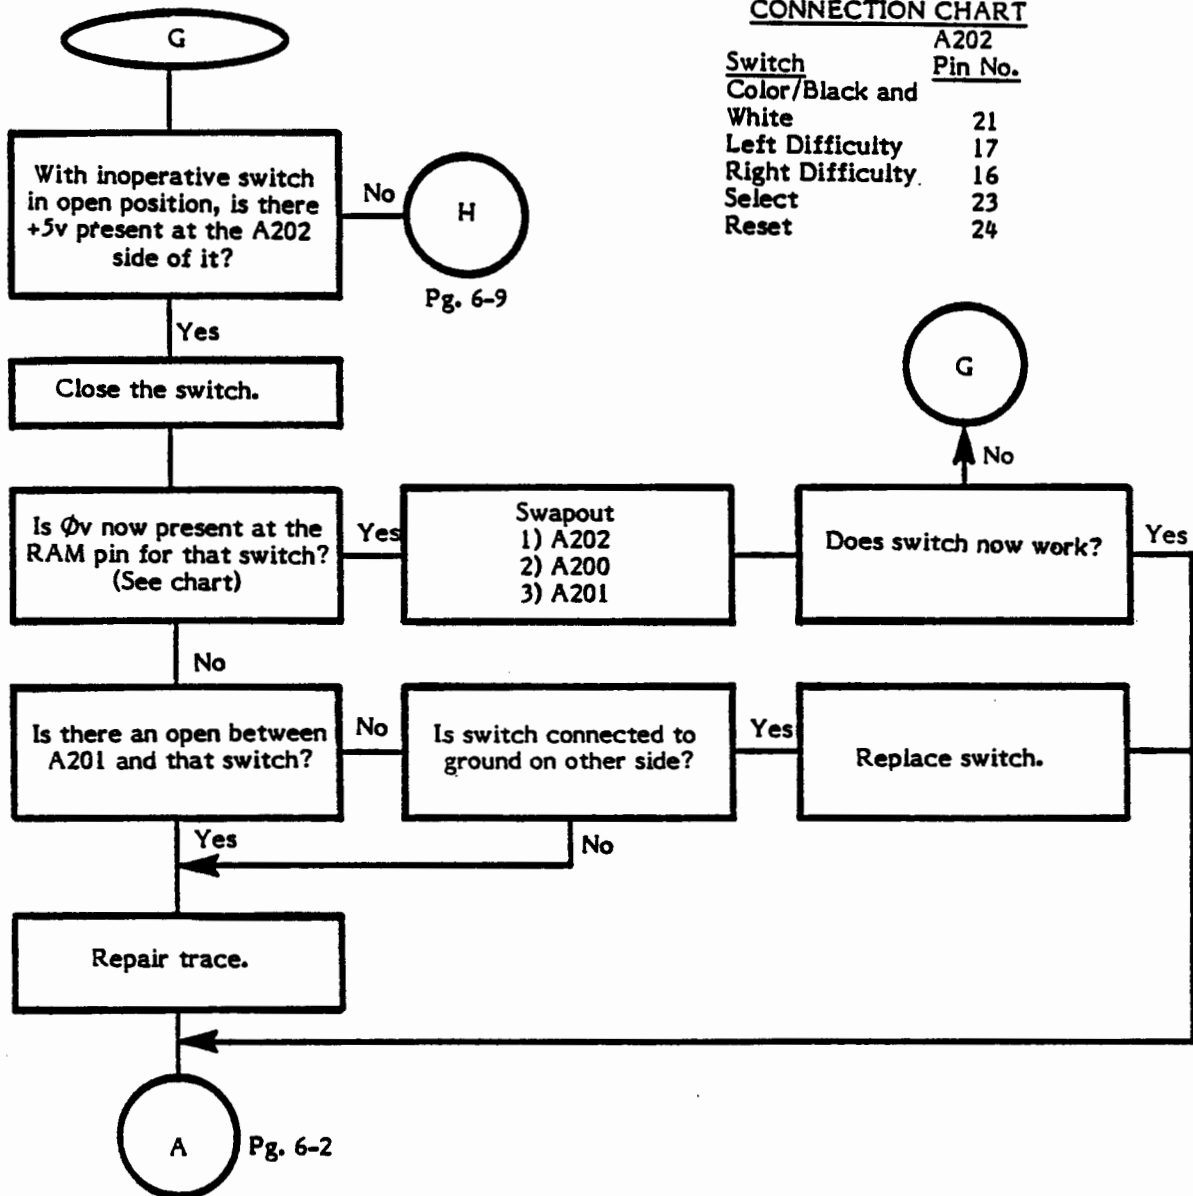 G
CONNECTION CHART
A202
Switch Pin No.
Color/Black and
White 21
Left Difficulty 17
Right Difficulty 16
Select 23
Reset 24
With inoperative switch
in open position, is there
+5v present at the A202
side of it?
No
H
Pg. 6-9
Yes
Close the switch.
G
No
Is Φv now present at the
RAM pin for that switch?
(See chart)
Yes
Swapout
1) A202
2) A200
3) A201
Does switch now work?
Yes
No
Is there an open between
A201 and that switch?
No
Is switch connected to
ground on other side?
Yes
Replace switch.
Yes
No
Repair trace.
A
Pg. 6-2